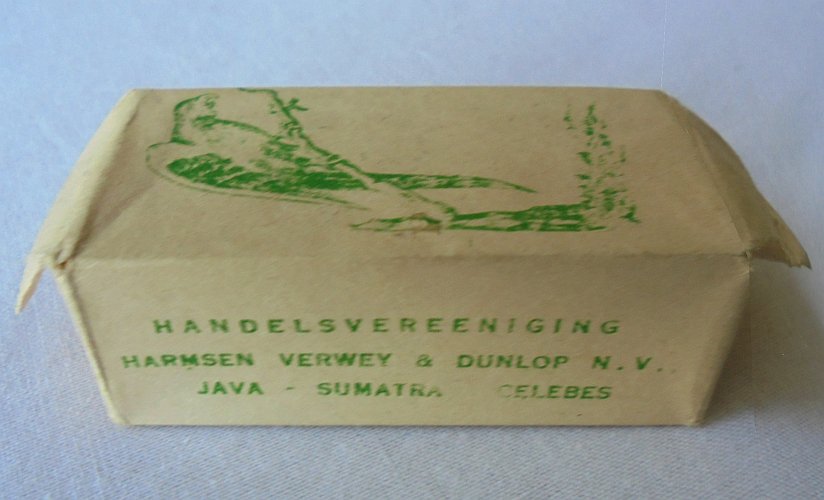 HANDELSVEREENIGING
HARMSEN VERWEY & DUNLOP N.V.
JAVA - SUMATRA CELEBES